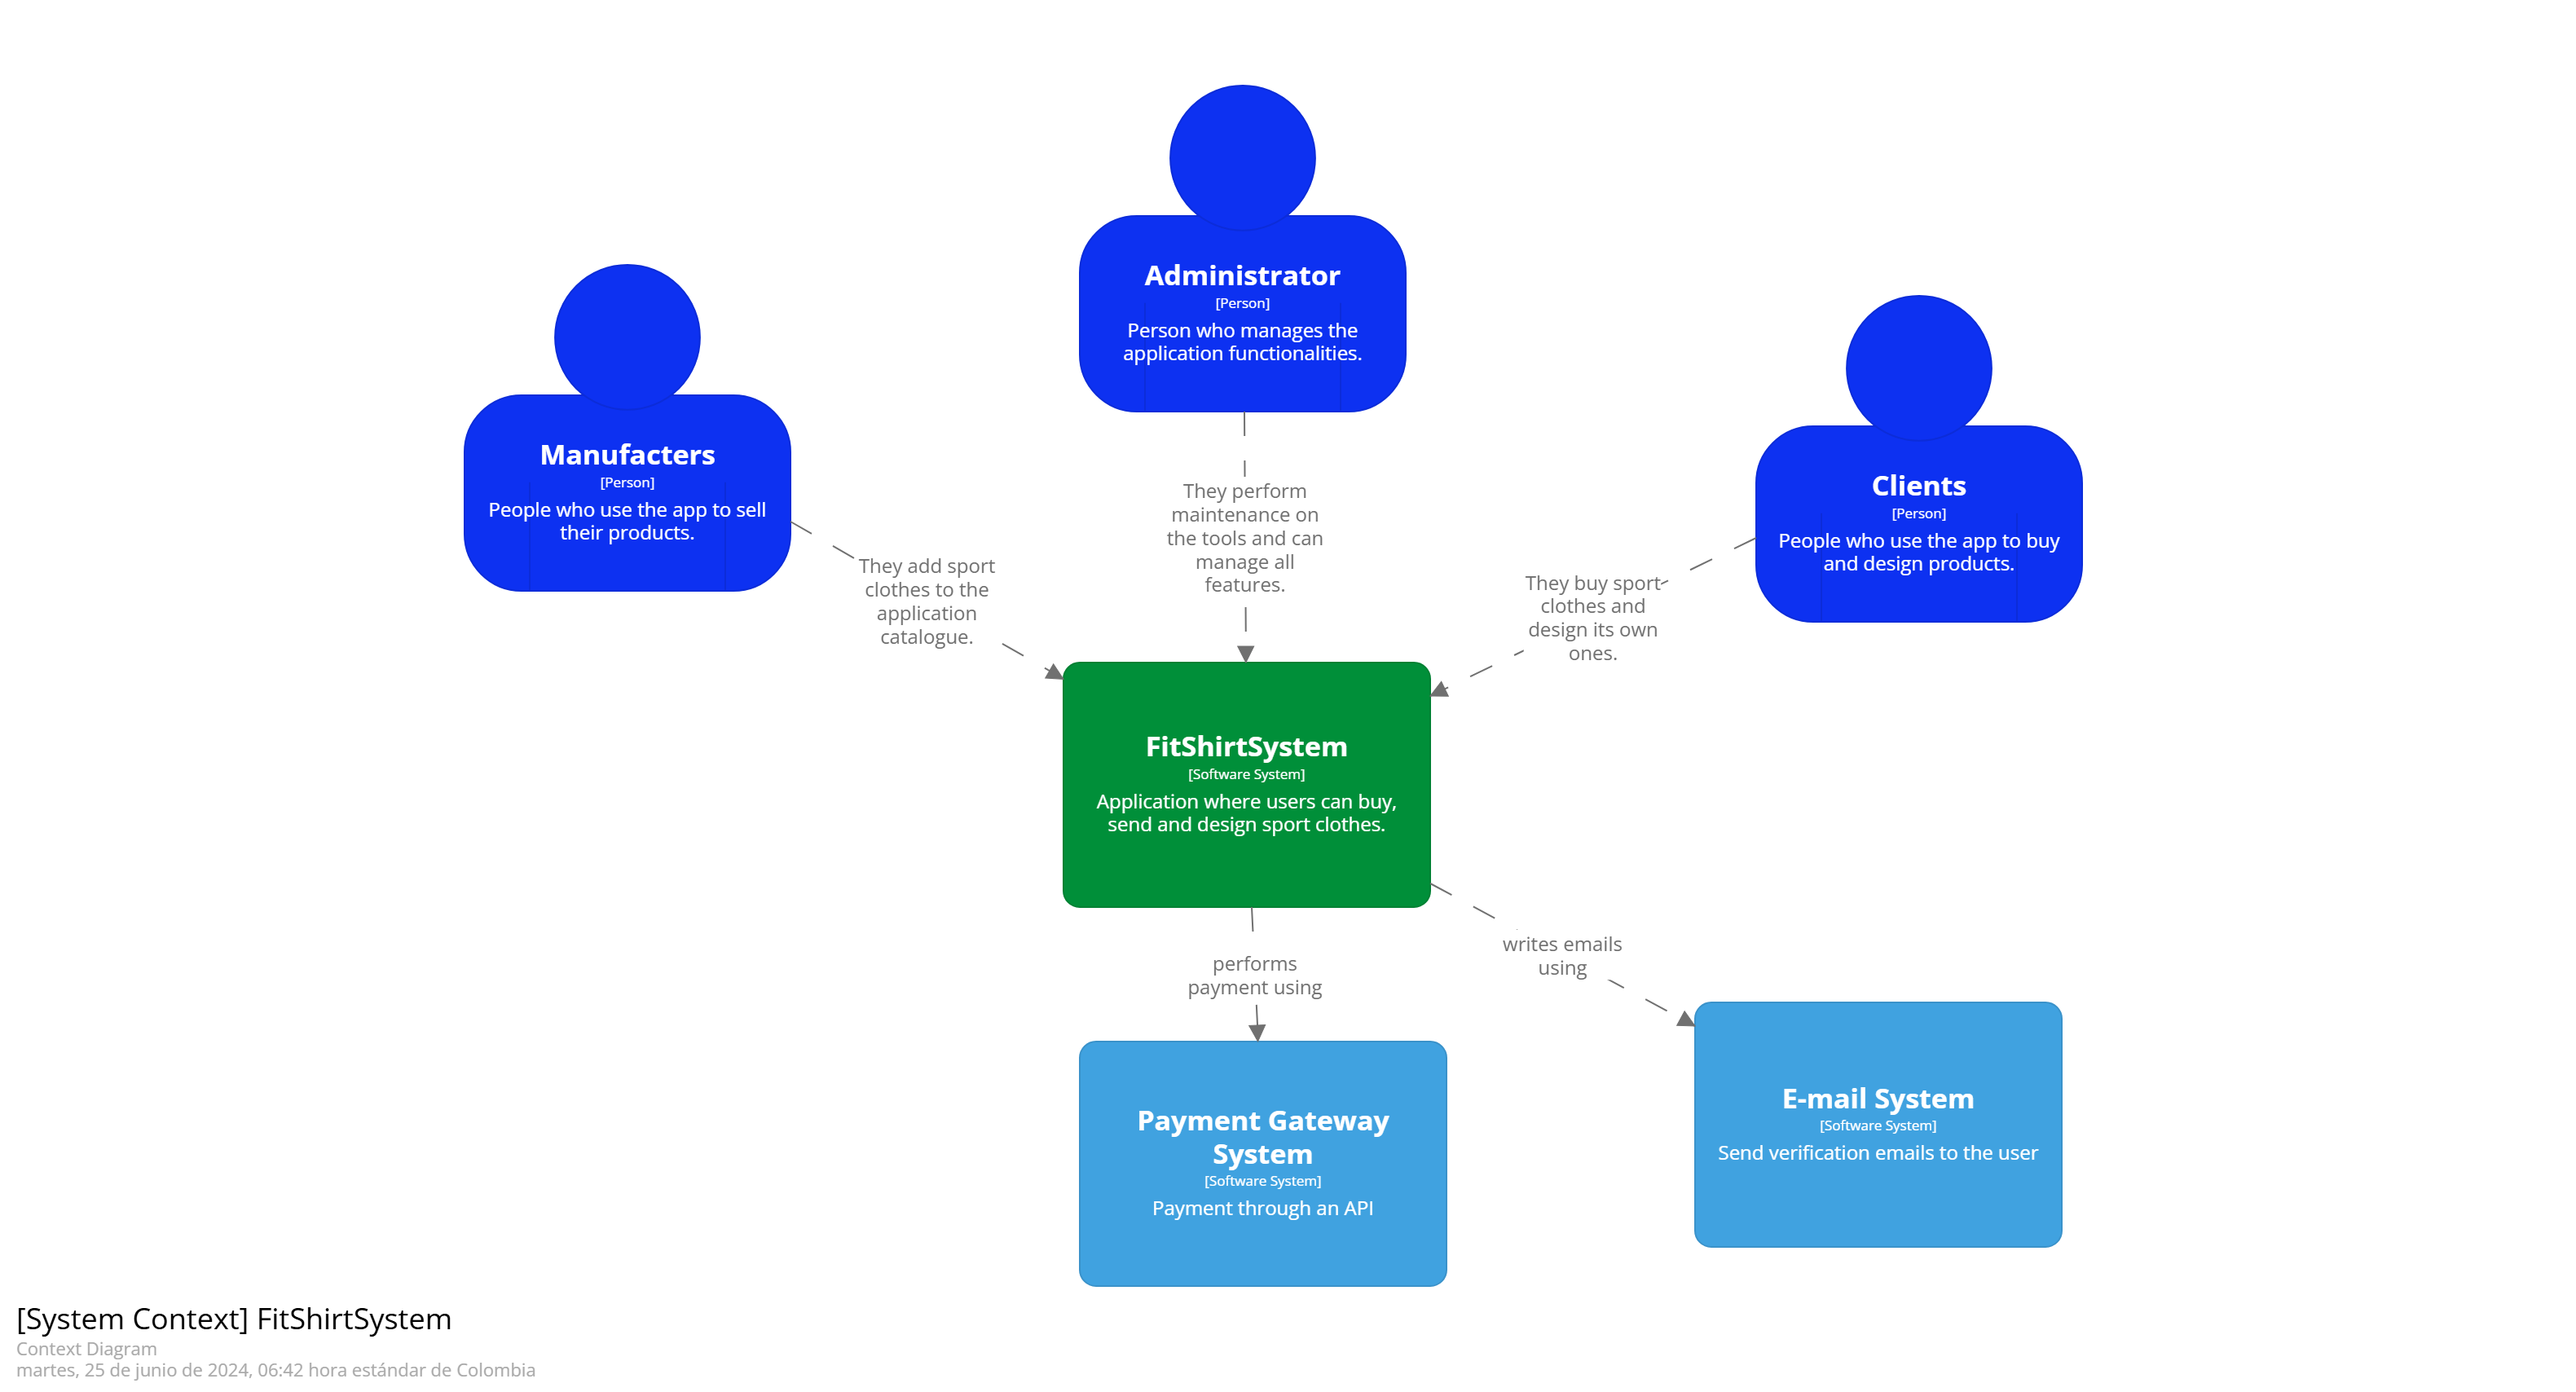 Administrator
[Person]
Person who manages the
application functionalities.
Manufacters
[Person]
People who use the app to sell
their products.
Clients
[Person]
People who use the app to buy
and design products.
They add sport
clothes to the
application
catalogue.
They perform
maintenance on
the tools and can
manage all
features.
They buy sport
clothes and
design its own
ones.
FitShirtSystem
[Software System]
Application where users can buy,
send and design sport clothes.
performs
payment using
writes emails
using
Payment Gateway
System
[Software System]
Payment through an API
E-mail System
[Software System]
Send verification emails to the user
[System Context] FitShirtSystem
Context Diagram
martes, 25 de junio de 2024, 06:42 hora estándar de Colombia